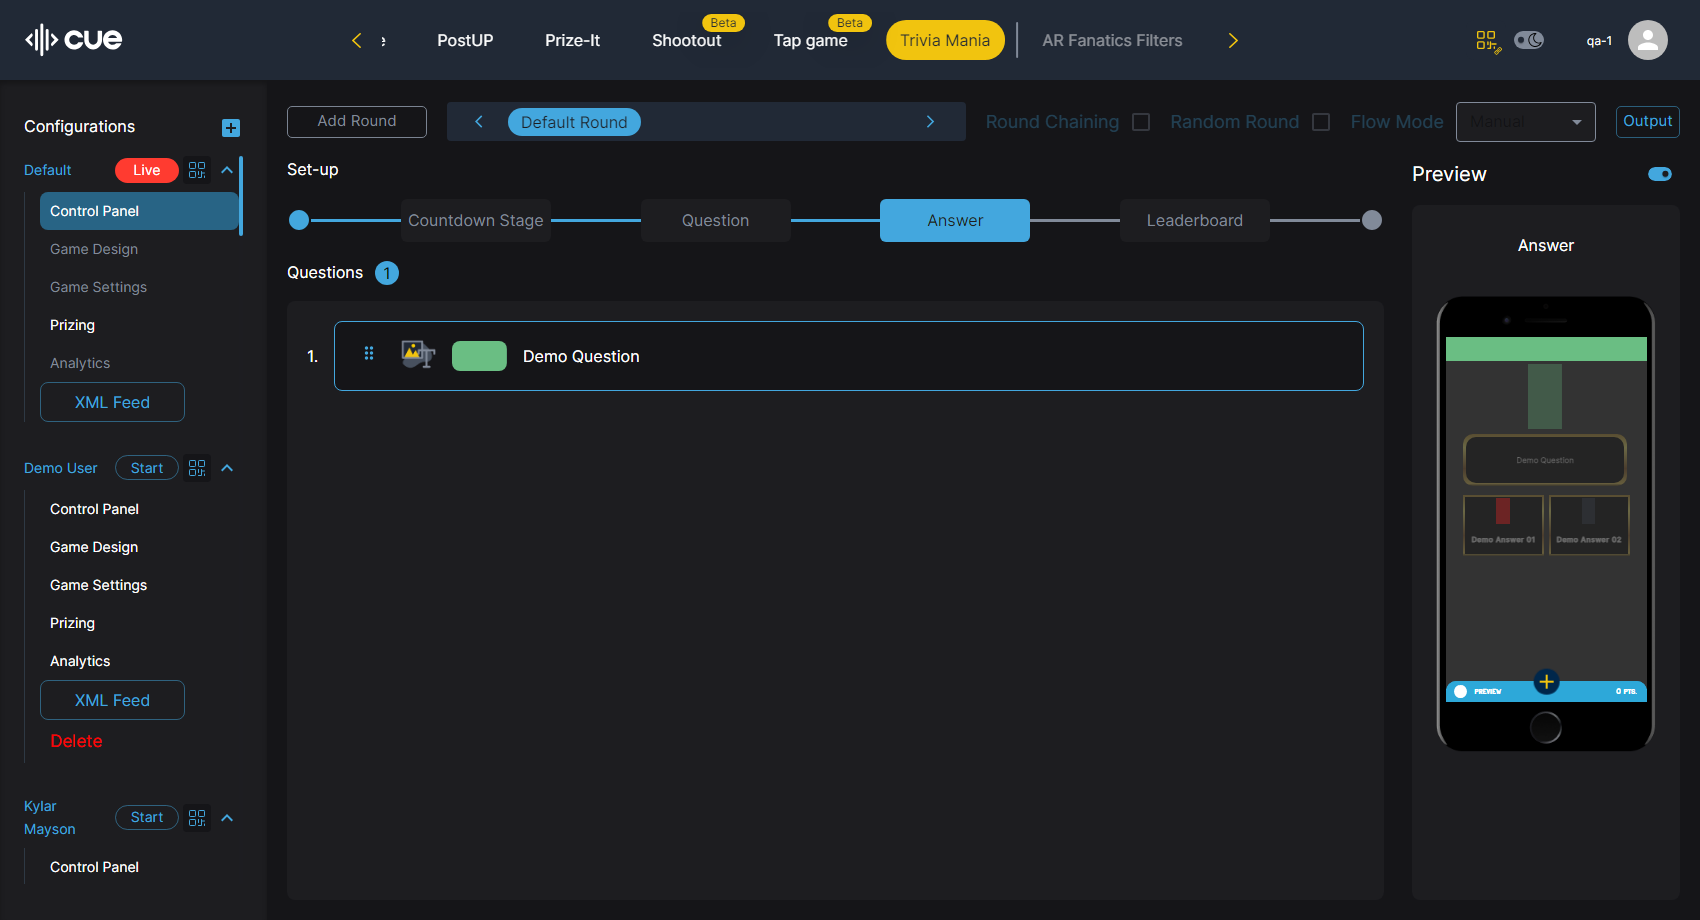 cue
e
PostUP
Prize-It
Beta
Shootout
Beta
Tap game
Trivia Mania
AR Fanatics Filters
qa-1
Configurations
Default
Live
Control Panel
Game Design
Game Settings
Prizing
Analytics
XML Feed
Demo User
Start
Control Panel
Game Design
Game Settings
Prizing
Analytics
XML Feed
Delete
Kylar
Mayson
Start
Control Panel
Add Round
Default Round
Round Chaining
Random Round
Flow Mode
Manual
Output
Set-up
Countdown Stage
Question
Answer
Leaderboard
Questions 1
1.
Demo Question
Preview
Answer
Demo Question
Demo Answer 01
Demo Answer 02
PREVIEW
0 PTS.